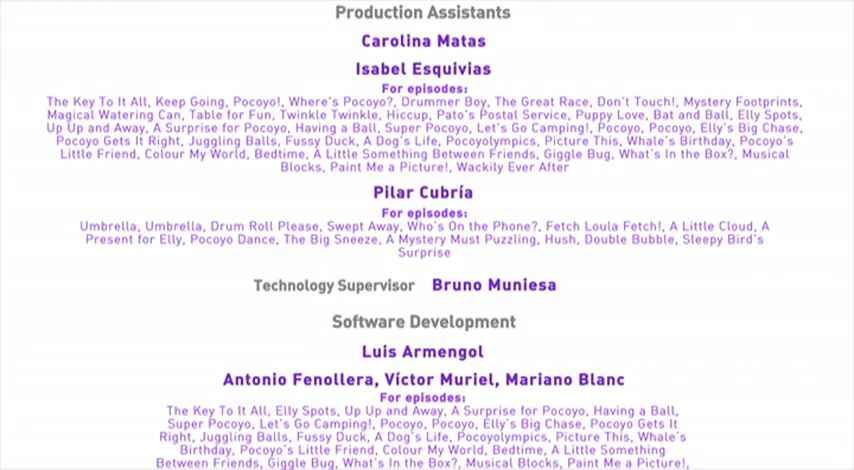 Production Assistants
Carolina Matas
Isabel Esquivias
For episodes:
The Key To It All, Keep Going, Pocoyo!, Where's Pocoyo?, Drummer Boy, The Great Race, Don't Touch!, Mystery Footprints,
Magical Watering Can, Table for Fun, Twinkle Twinkle, Hiccup, Pato's Postal Service, Puppy Love, Bat and Ball, Elly Spots,
Up Up and Away, A Surprise for Pocoyo, Having a Ball, Super Pocoyo, Let's Go Camping!, Pocoyo, Pocoyo, Elly's Big Chase,
Pocoyo Gets It Right, Juggling Balls, Fussy Duck, A Dog's Life, Pocoyolympics, Picture This, Whale's Birthday, Pocoyo's
Little Friend, Colour My World, Bedtime, A Little Something Between Friends, Giggle Bug, What's In the Box?, Musical
Blocks, Paint Me a Picture!, Wackily Ever After
Pilar Cubría
For episodes:
Umbrella, Umbrella, Drum Roll Please, Swept Away, Who's On the Phone?, Fetch Loula Fetch!, A Little Cloud, A
Present for Elly, Pocoyo Dance, The Big Sneeze, A Mystery Must Puzzling, Hush, Double Bubble, Sleepy Bird's
Surprise
Technology Supervisor Bruno Muniesa
Software Development
Luis Armengol
Antonio Fenollera, Víctor Muriel, Mariano Blanc
For episodes:
The Key To It All, Elly Spots, Up Up and Away, A Surprise for Pocoyo, Having a Ball,
Super Pocoyo, Let's Go Camping!, Pocoyo, Pocoyo, Elly's Big Chase, Pocoyo Gets It
Right, Juggling Balls, Fussy Duck, A Dog's Life, Pocoyolympics, Picture This, Whale's
Birthday, Pocoyo's Little Friend, Colour My World, Bedtime, A Little Something
Between Friends, Giggle Bug, What's In the Box?, Musical Blocks, Paint Me a Picture!,